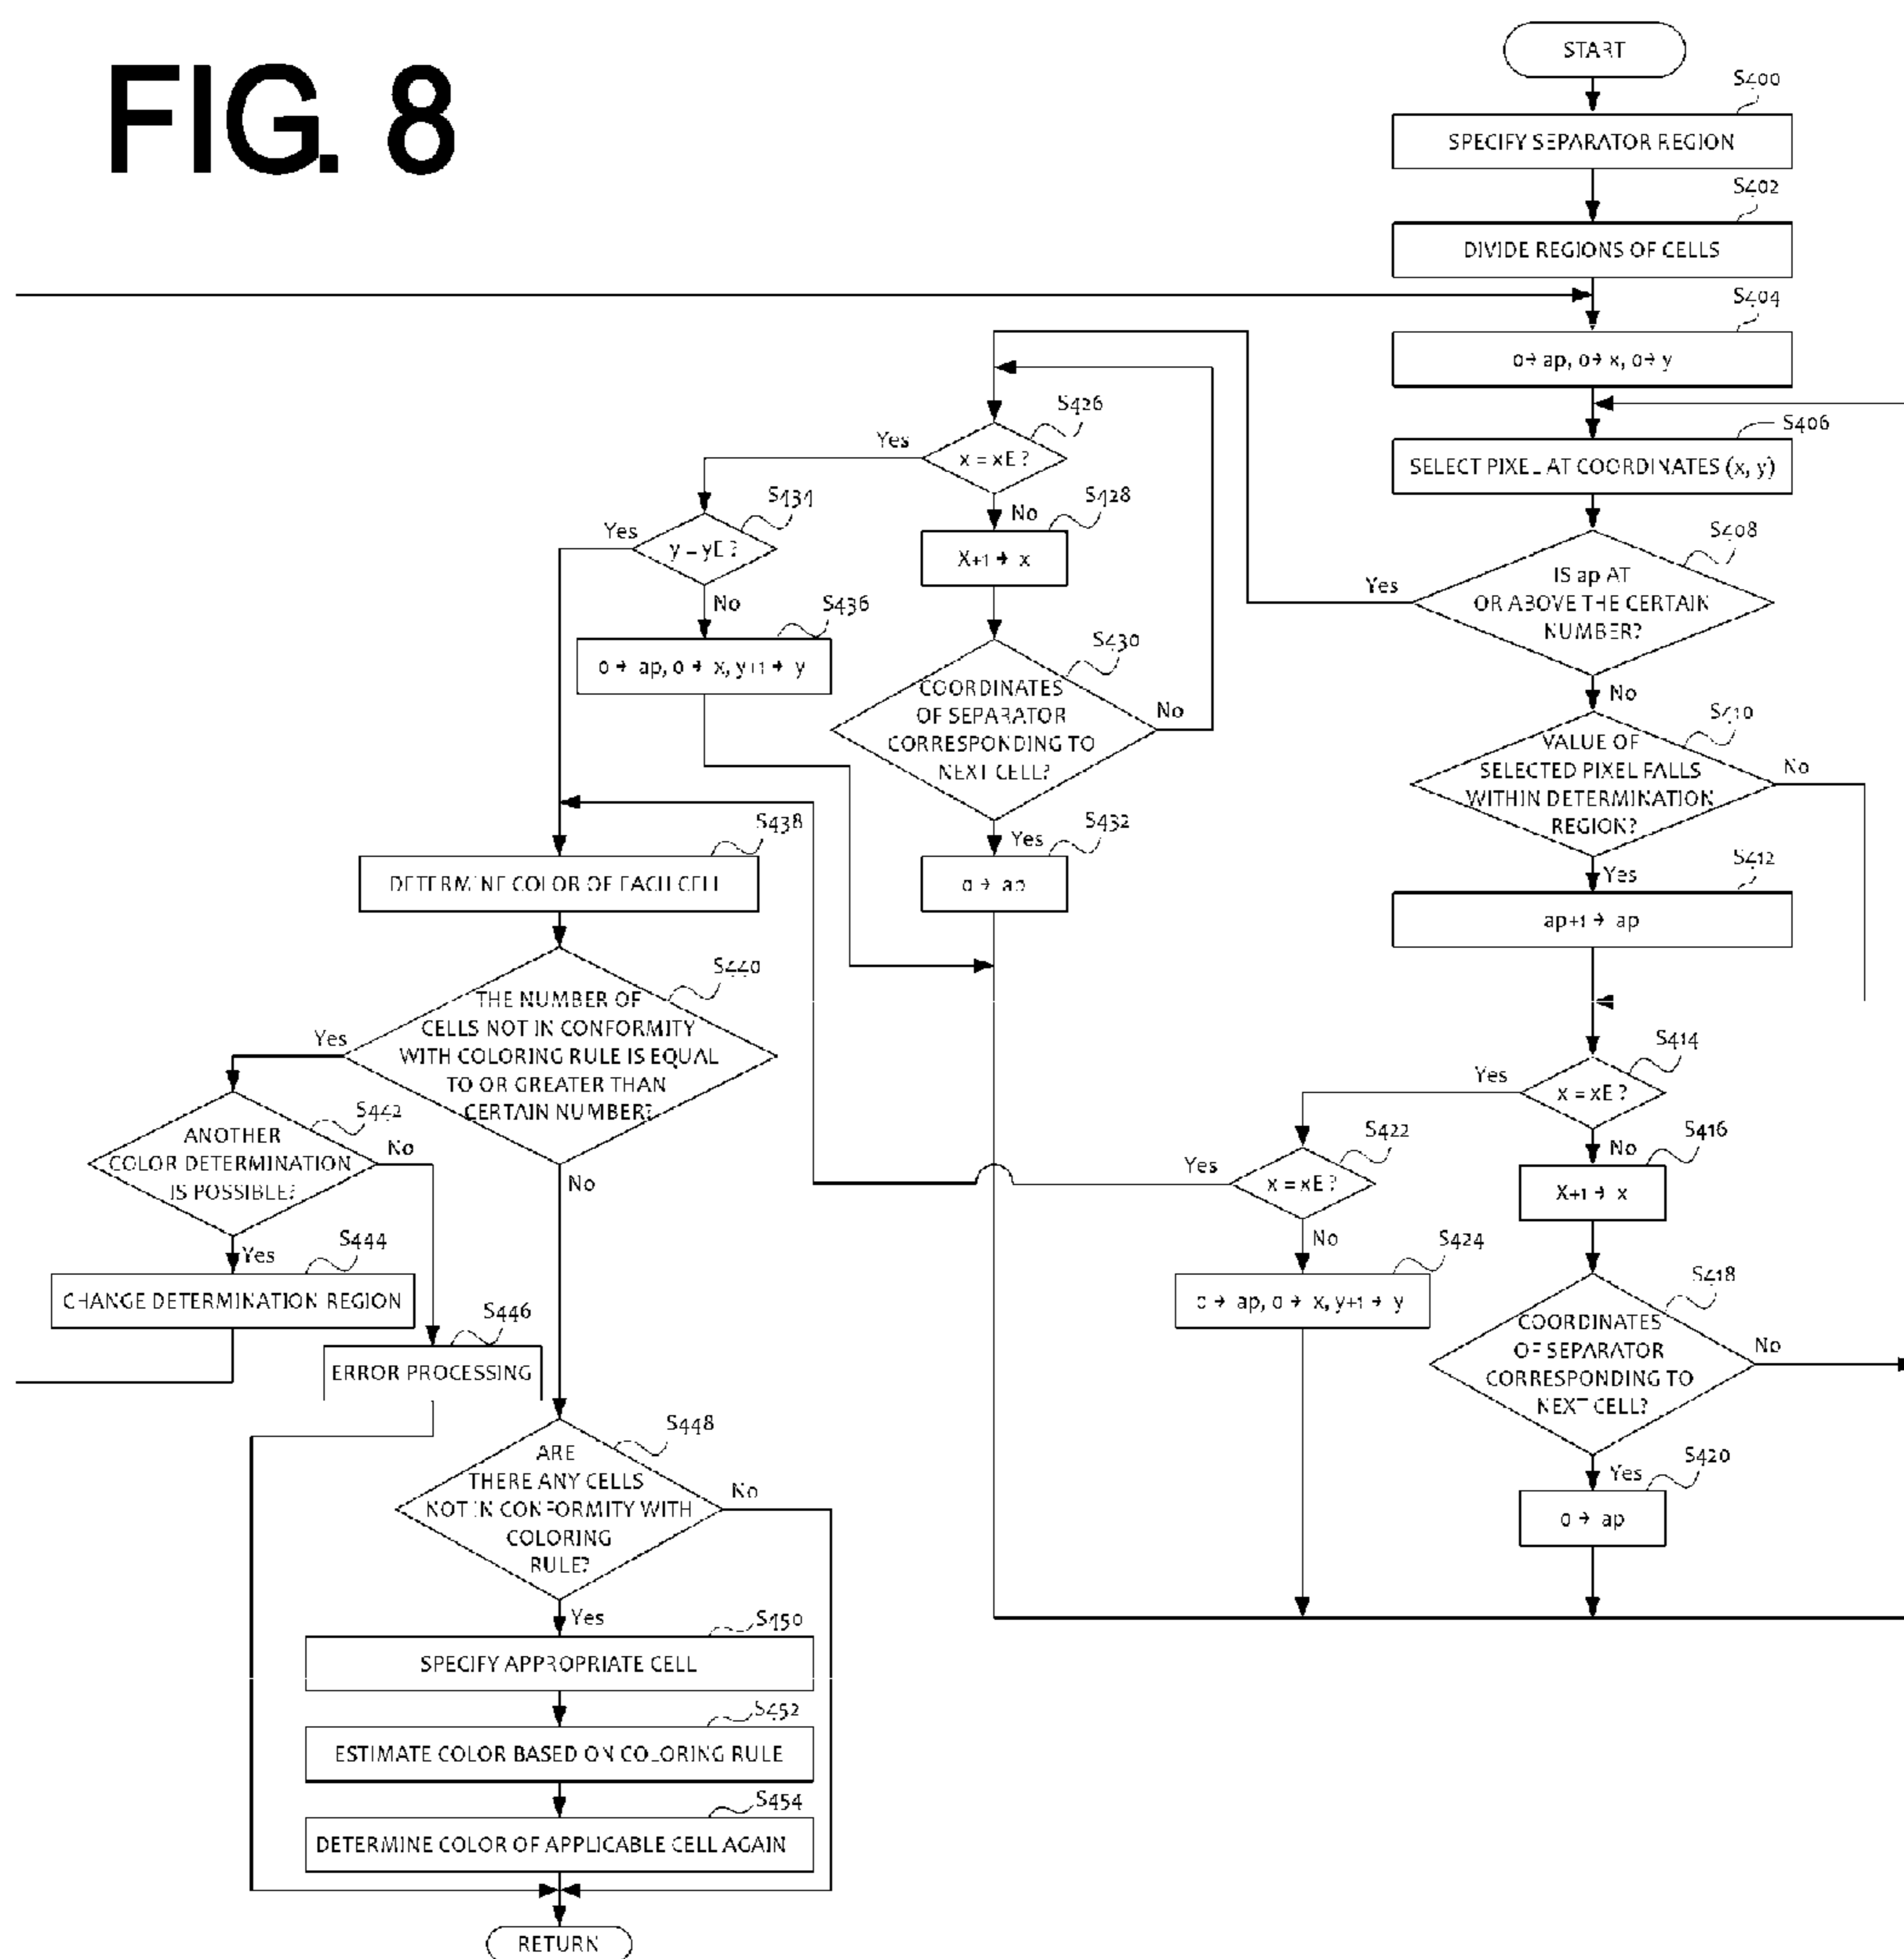 FIG. 8
START
S400
SPECIFY SEPARATOR REGION
S402
DIVIDE REGIONS OF CELLS
S404
0→ ap, 0→ x, 0→ y
S406
SELECT PIXEL AT COORDINATES (x, y)
S408
IS ap AT
OR ABOVE THE CERTAIN
NUMBER?
Yes
No
S410
VALUE OF
SELECTED PIXEL FALLS
WITHIN DETERMINATION
REGION?
No
Yes
S412
ap+1 → ap
S414
x = xE ?
Yes
No
S416
X+1 → x
S418
COORDINATES
OF SEPARATOR
CORRESPONDING TO
NEXT CELL?
No
Yes
S420
0 → ap
S422
x = xE ?
Yes
No
S424
0 → ap, 0 → x, y+1 → y
S426
x = xE ?
Yes
No
S428
X+1 → x
S430
COORDINATES
OF SEPARATOR
CORRESPONDING TO
NEXT CELL?
No
Yes
S432
0 → ap
S434
y = yE ?
Yes
No
S436
0 → ap, 0 → x, y+1 → y
S438
DETERMINE COLOR OF EACH CELL
S440
THE NUMBER OF
CELLS NOT IN CONFORMITY
WITH COLORING RULE IS EQUAL
TO OR GREATER THAN
CERTAIN NUMBER?
Yes
No
S442
ANOTHER
COLOR DETERMINATION
IS POSSIBLE?
No
Yes
S444
CHANGE DETERMINATION REGION
S446
ERROR PROCESSING
S448
ARE
THERE ANY CELLS
NOT IN CONFORMITY WITH
COLORING
RULE?
No
Yes
S450
SPECIFY APPROPRIATE CELL
S452
ESTIMATE COLOR BASED ON COLORING RULE
S454
DETERMINE COLOR OF APPLICABLE CELL AGAIN
RETURN